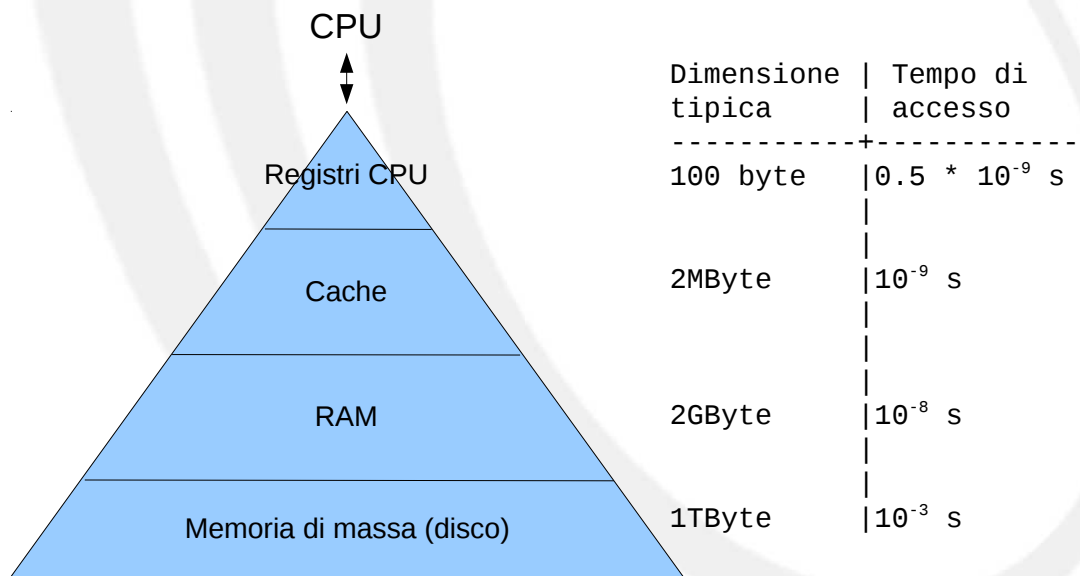 CPU
Registri CPU
Cache
RAM
Memoria di massa (disco)
Dimensione | Tempo di
tipica | accesso
-----------+------------
100 byte |0.5 * 10⁻⁹ s
|
|
2MByte |10⁻⁹ s
|
|
|
2GByte |10⁻⁸ s
|
|
1TByte |10⁻³ s